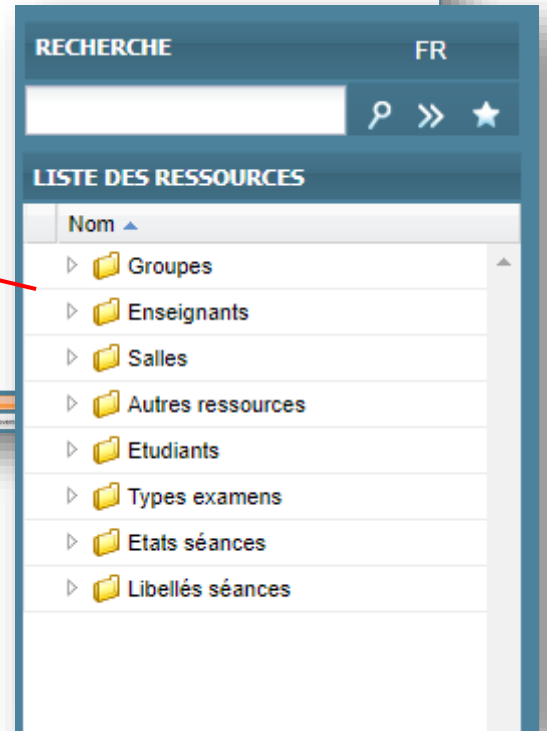 RECHERCHE FR
LISTE DES RESSOURCES
Nom
Groupes
Enseignants
Salles
Autres ressources
Etudiants
Types examens
Etats séances
Libellés séances